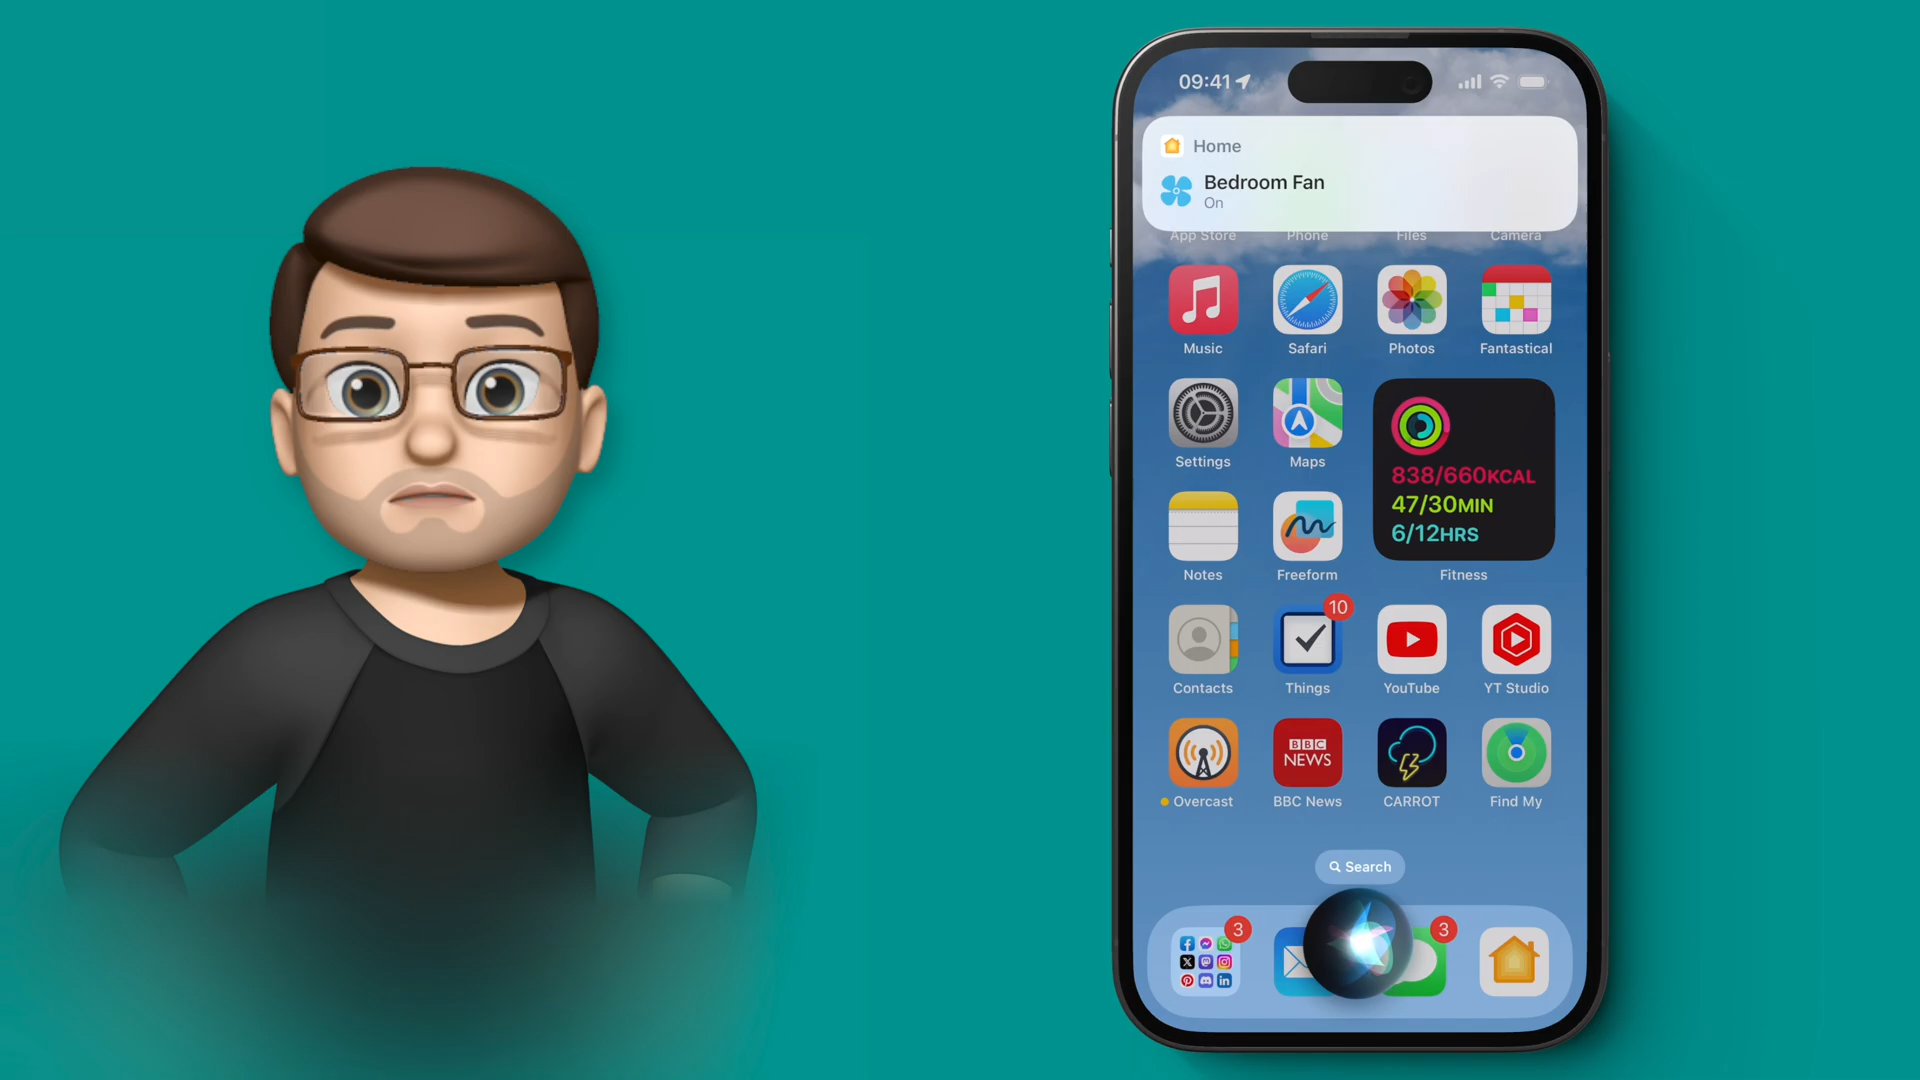 09:41
Home
Bedroom Fan
On
App Store Phone Files Camera
Music Safari Photos Fantastical
Settings Maps
838/660KCAL
47/30MIN
6/12HRS
Notes Freeform Fitness
10
Contacts Things YouTube YT Studio
BBC
NEWS
Overcast BBC News CARROT Find My
Search
3 3